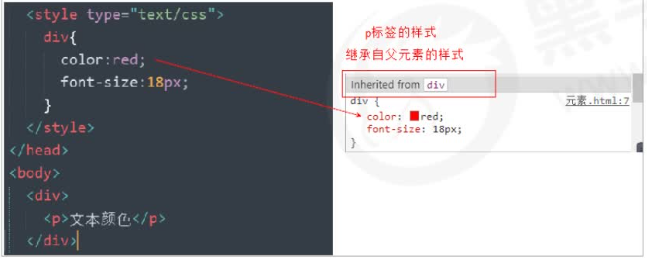 <style type="text/css">
div{
color:red;
font-size:18px;
}
</style>
</head>
<body>
<div>
<p>文本颜色</p>
</div>
p标签的样式
继承自父元素的样式
Inherited from div
div {
元素.html:7
color: red;
font-size: 18px;
}